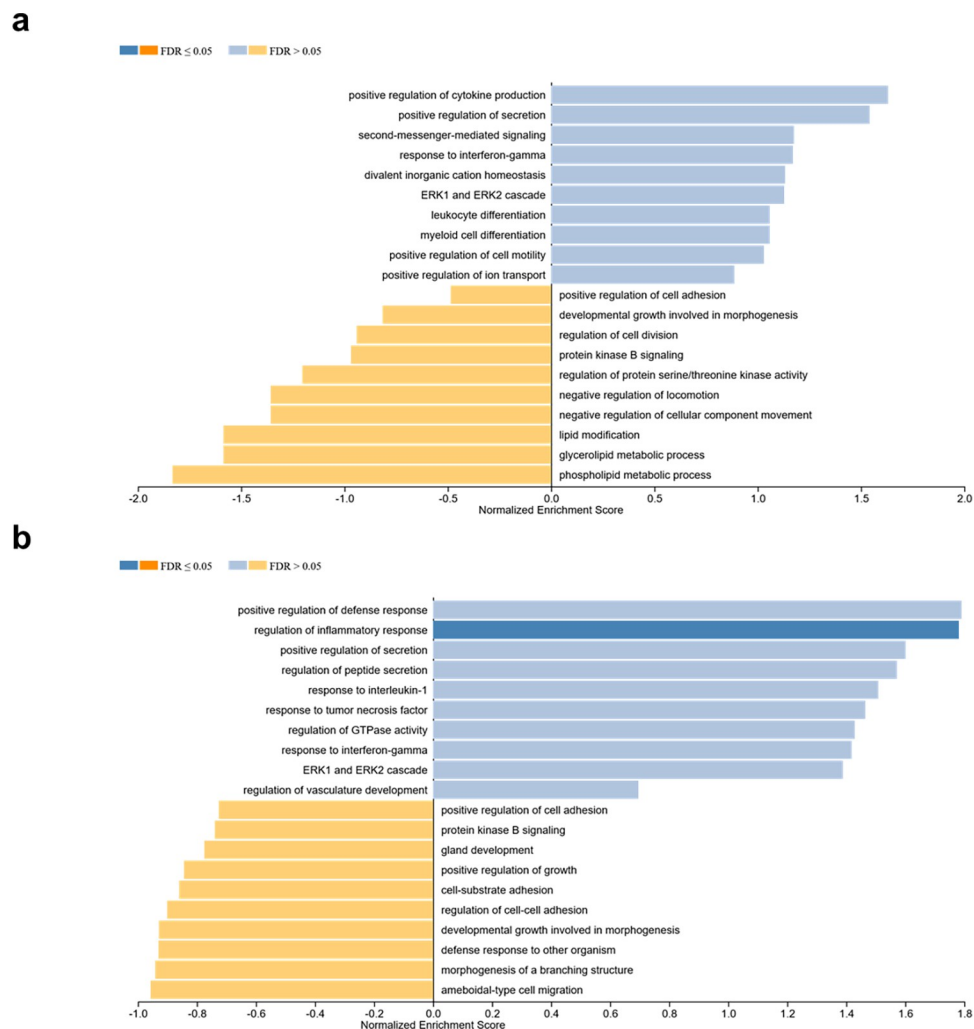 a
FDR ≤ 0.05 FDR > 0.05
positive regulation of cytokine production
positive regulation of secretion
second-messenger-mediated signaling
response to interferon-gamma
divalent inorganic cation homeostasis
ERK1 and ERK2 cascade
leukocyte differentiation
myeloid cell differentiation
positive regulation of cell motility
positive regulation of ion transport
positive regulation of cell adhesion
developmental growth involved in morphogenesis
regulation of cell division
protein kinase B signaling
regulation of protein serine/threonine kinase activity
negative regulation of locomotion
negative regulation of cellular component movement
lipid modification
glycerolipid metabolic process
phospholipid metabolic process
-2.0 -1.5 -1.0 -0.5 0.0 0.5 1.0 1.5 2.0
Normalized Enrichment Score
b
FDR ≤ 0.05 FDR > 0.05
positive regulation of defense response
regulation of inflammatory response
positive regulation of secretion
regulation of peptide secretion
response to interleukin-1
response to tumor necrosis factor
regulation of GTPase activity
response to interferon-gamma
ERK1 and ERK2 cascade
regulation of vasculature development
positive regulation of cell adhesion
protein kinase B signaling
gland development
positive regulation of growth
cell-substrate adhesion
regulation of cell-cell adhesion
developmental growth involved in morphogenesis
defense response to other organism
morphogenesis of a branching structure
ameboidal-type cell migration
-1.0 -0.8 -0.6 -0.4 -0.2 0.0 0.2 0.4 0.6 0.8 1.0 1.2 1.4 1.6 1.8
Normalized Enrichment Score